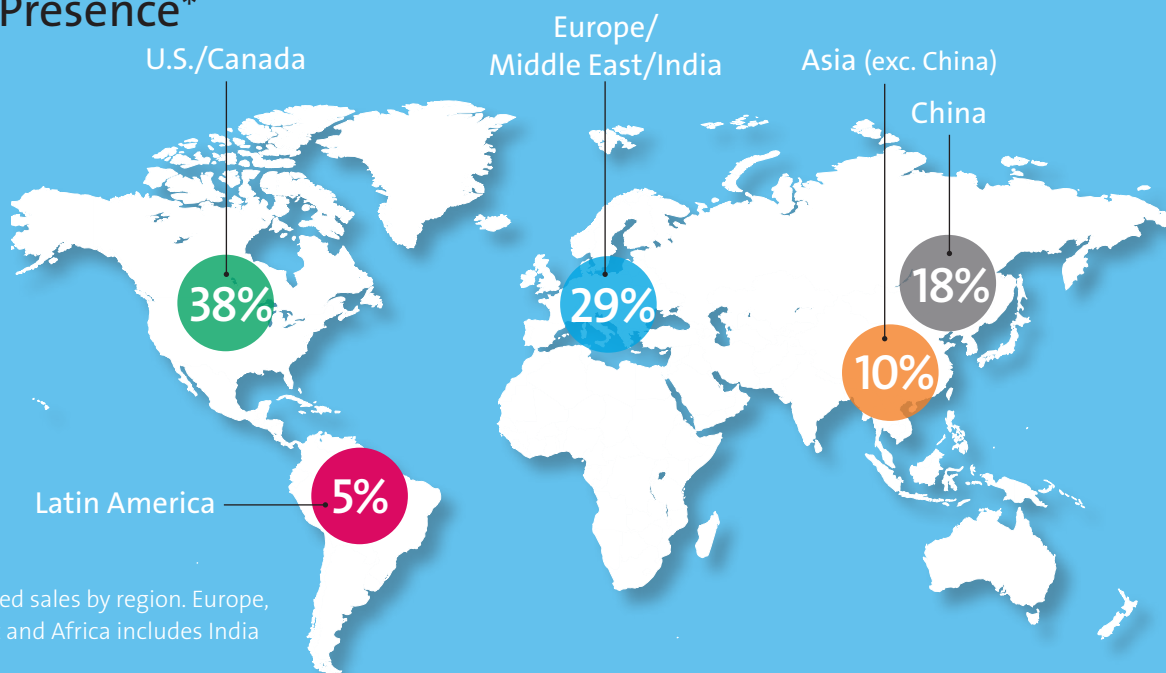 Presence*
U.S./Canada
Europe/
Middle East/India
Asia (exc. China)
China
38%
29%
18%
10%
Latin America
5%
sales by region. Europe,
and Africa includes India